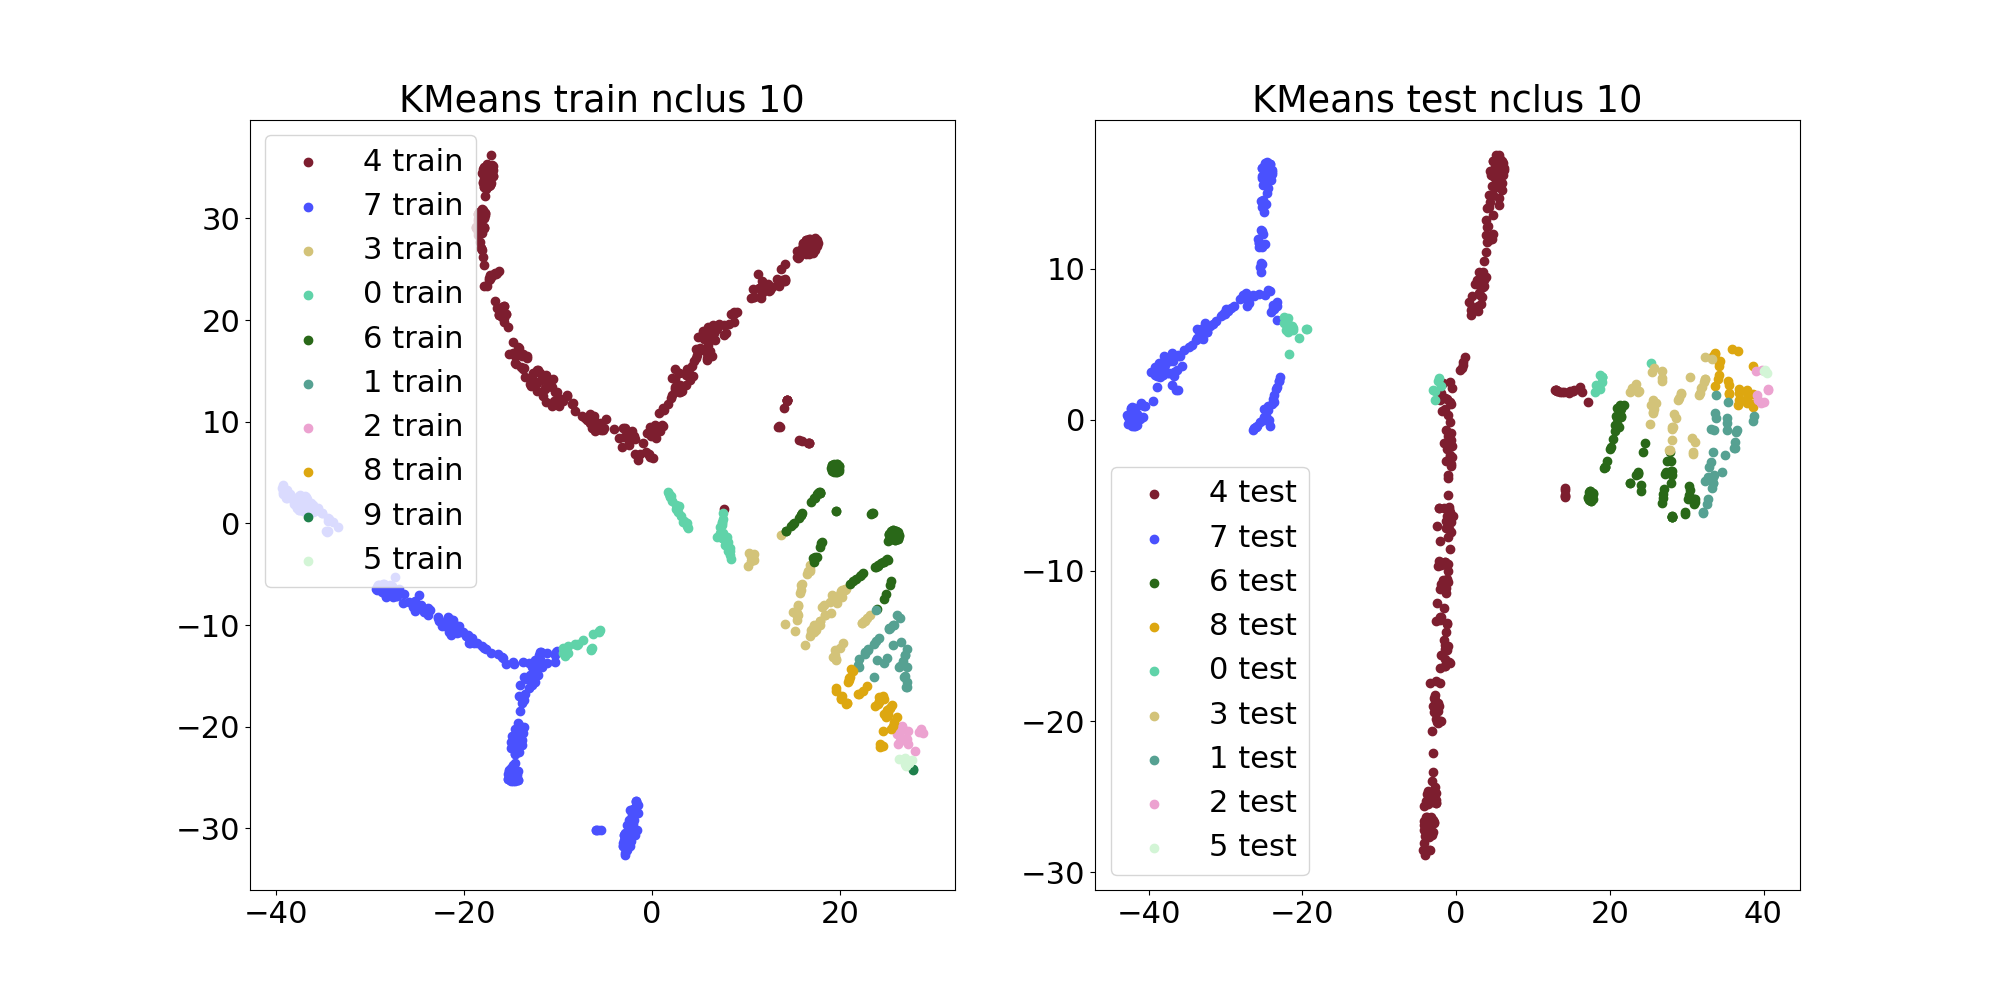 KMeans train nclus 10
4 train
7 train
3 train
0 train
6 train
1 train
2 train
8 train
9 train
5 train
30
20
10
0
−10
−20
−30
−40
−20
0
20
KMeans test nclus 10
10
0
−10
−20
−30
4 test
7 test
6 test
8 test
0 test
3 test
1 test
2 test
5 test
−40
−20
0
20
40